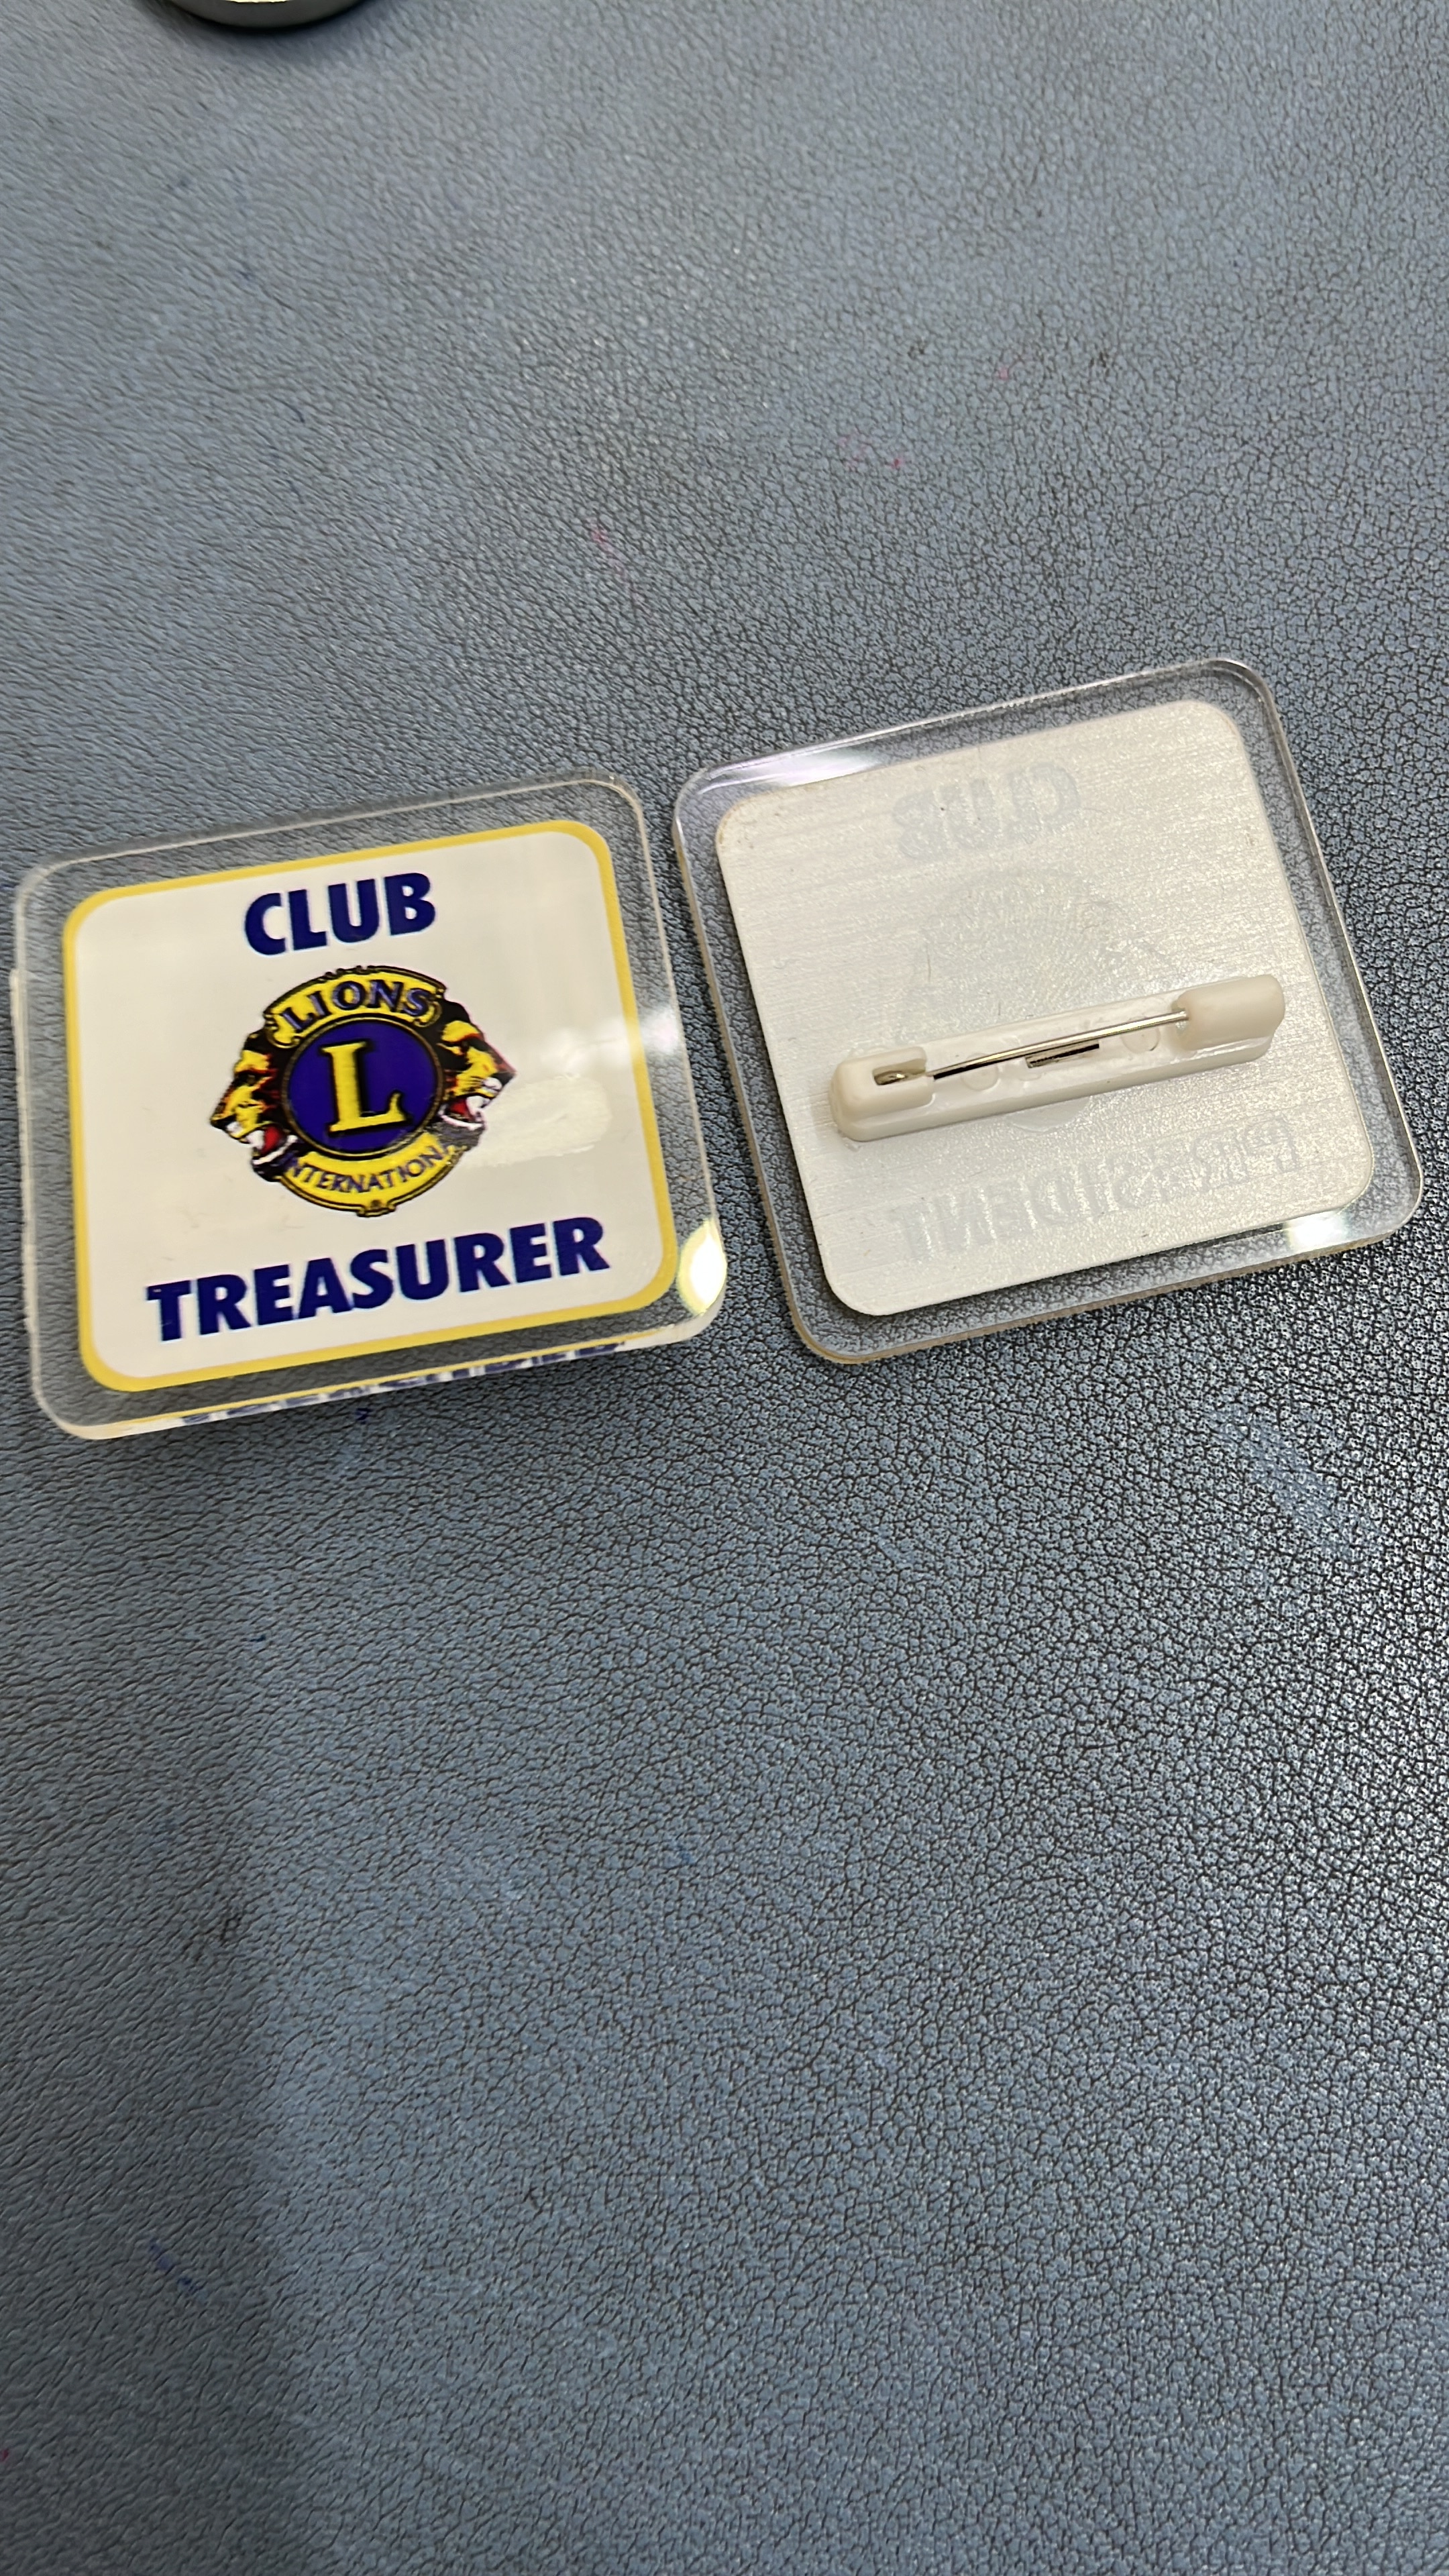 CLUB
LIONS
L
INTERNATIONAL
TREASURER
CLUB
PRESIDENT